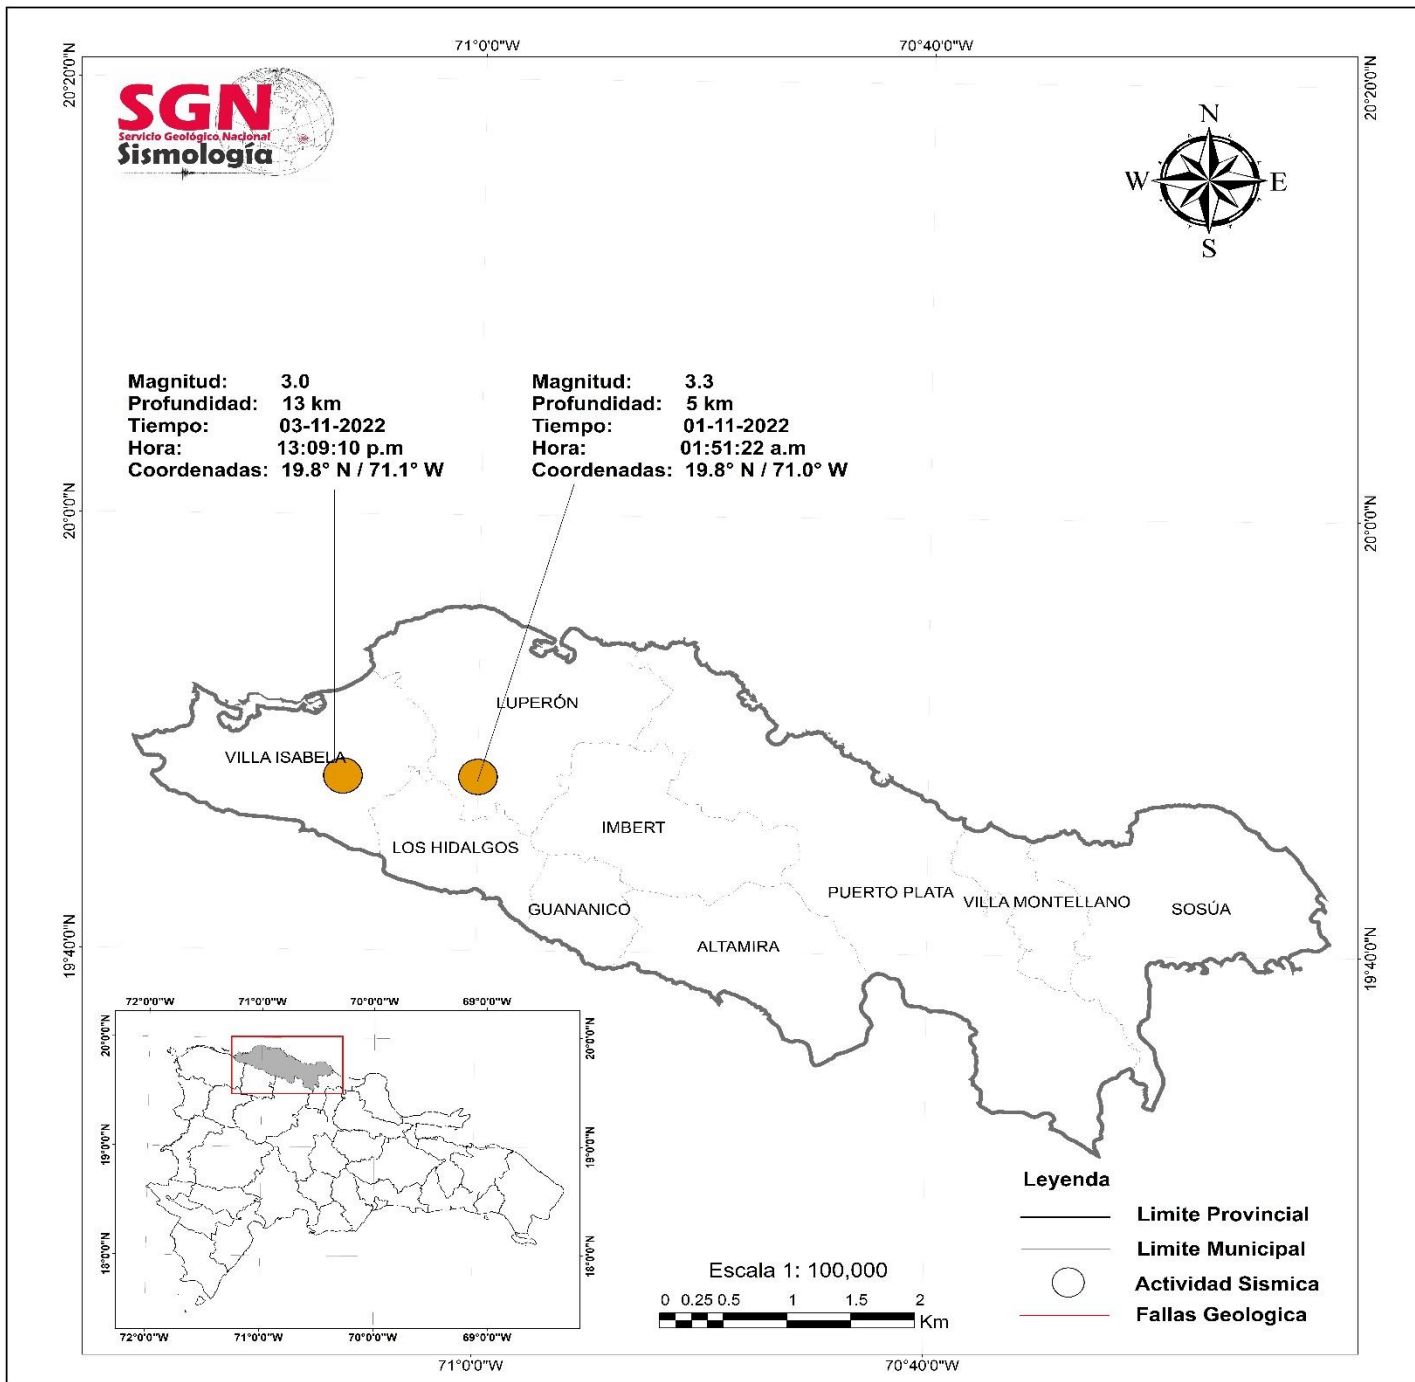 71°0'0"W 70°40'0"W
20°20'0"N 20°20'0"N
SGN
Servicio Geológico Nacional
Sismología
N
W E
S
Magnitud: 3.0
Profundidad: 13 km
Tiempo: 03-11-2022
Hora: 13:09:10 p.m
Coordenadas: 19.8° N / 71.1° W
Magnitud: 3.3
Profundidad: 5 km
Tiempo: 01-11-2022
Hora: 01:51:22 a.m
Coordenadas: 19.8° N / 71.0° W
20°0'0"N 20°0'0"N
LUPERÓN
VILLA ISABELA
IMBERT
LOS HIDALGOS
PUERTO PLATA
VILLA MONTELLANO
SOSÚA
GUANANICO
ALTAMIRA
19°40'0"N 19°40'0"N
72°0'0"W 71°0'0"W 70°0'0"W 69°0'0"W
20°0'0"N 20°0'0"N
19°0'0"N 19°0'0"N
18°0'0"N 18°0'0"N
72°0'0"W 71°0'0"W 70°0'0"W 69°0'0"W
Escala 1: 100,000
0 0.25 0.5 1 1.5 2
Km
Leyenda
Limite Provincial
Limite Municipal
Actividad Sismica
Fallas Geologica
71°0'0"W 70°40'0"W